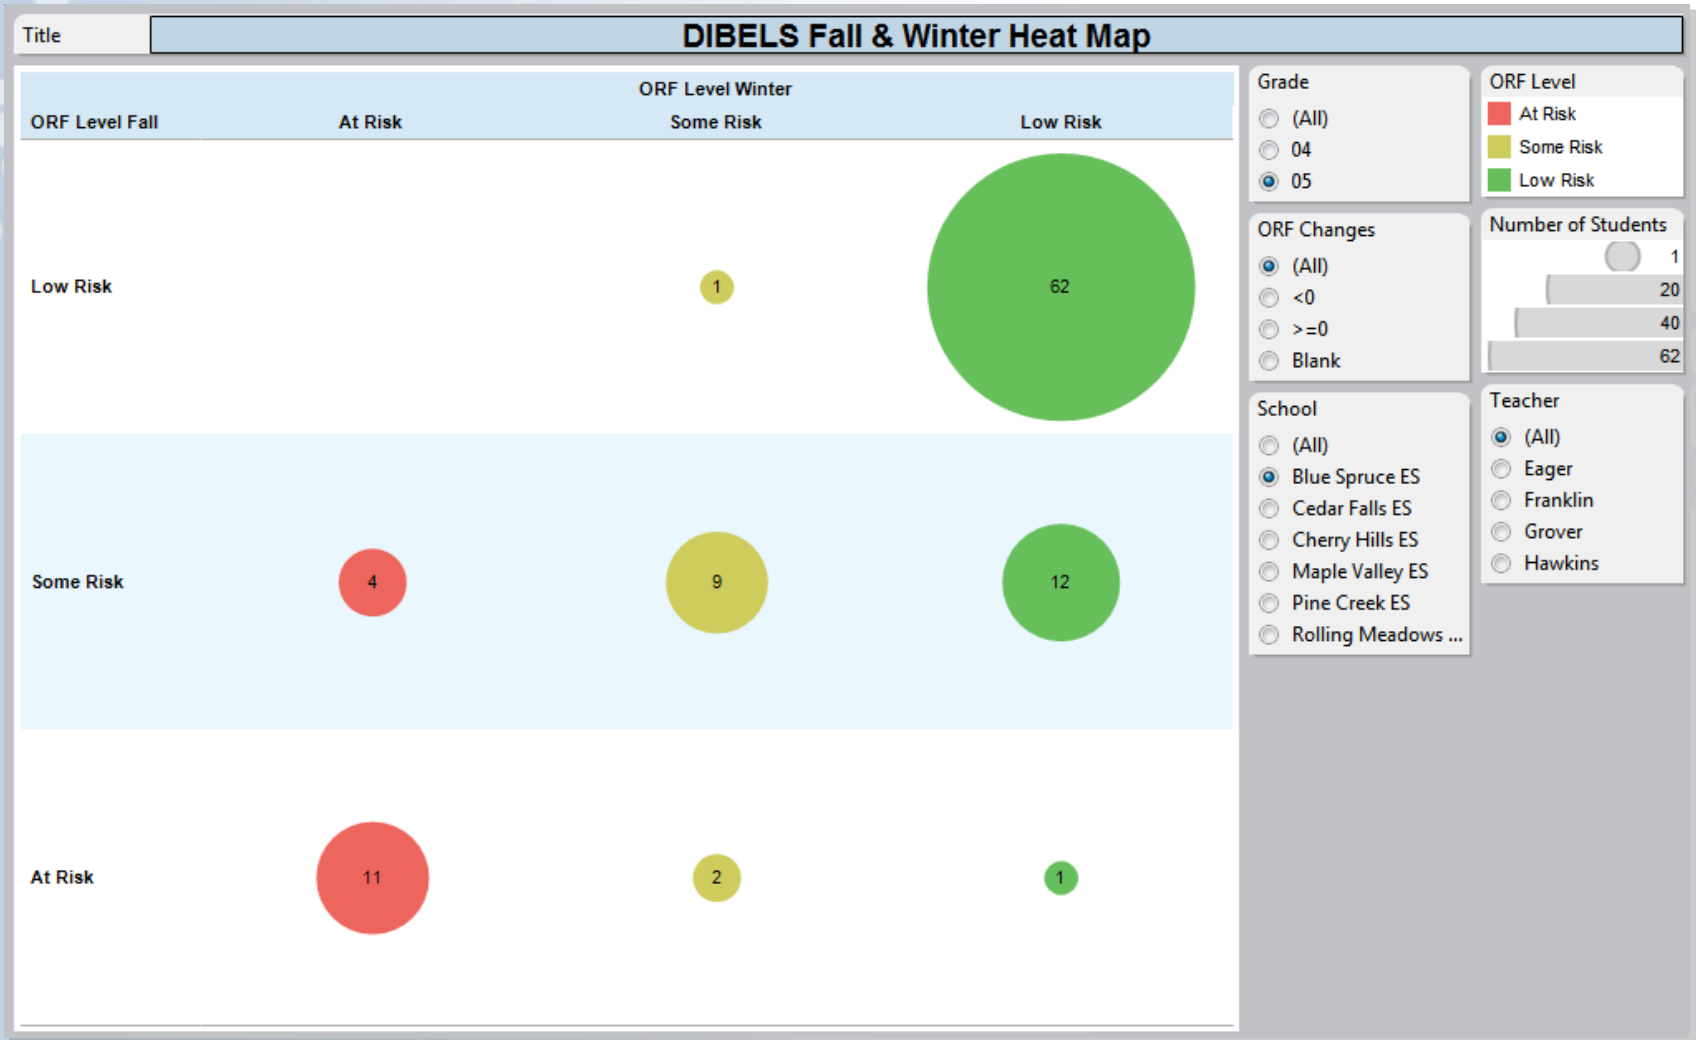 Title
DIBELS Fall & Winter Heat Map
ORF Level Winter
ORF Level Fall At Risk Some Risk Low Risk
Low Risk 1 62
Some Risk 4 9 12
At Risk 11 2 1
Grade
(All)
04
05
ORF Changes
(All)
<0
>=0
Blank
School
(All)
Blue Spruce ES
Cedar Falls ES
Cherry Hills ES
Maple Valley ES
Pine Creek ES
Rolling Meadows ...
ORF Level
At Risk
Some Risk
Low Risk
Number of Students
1
20
40
62
Teacher
(All)
Eager
Franklin
Grover
Hawkins